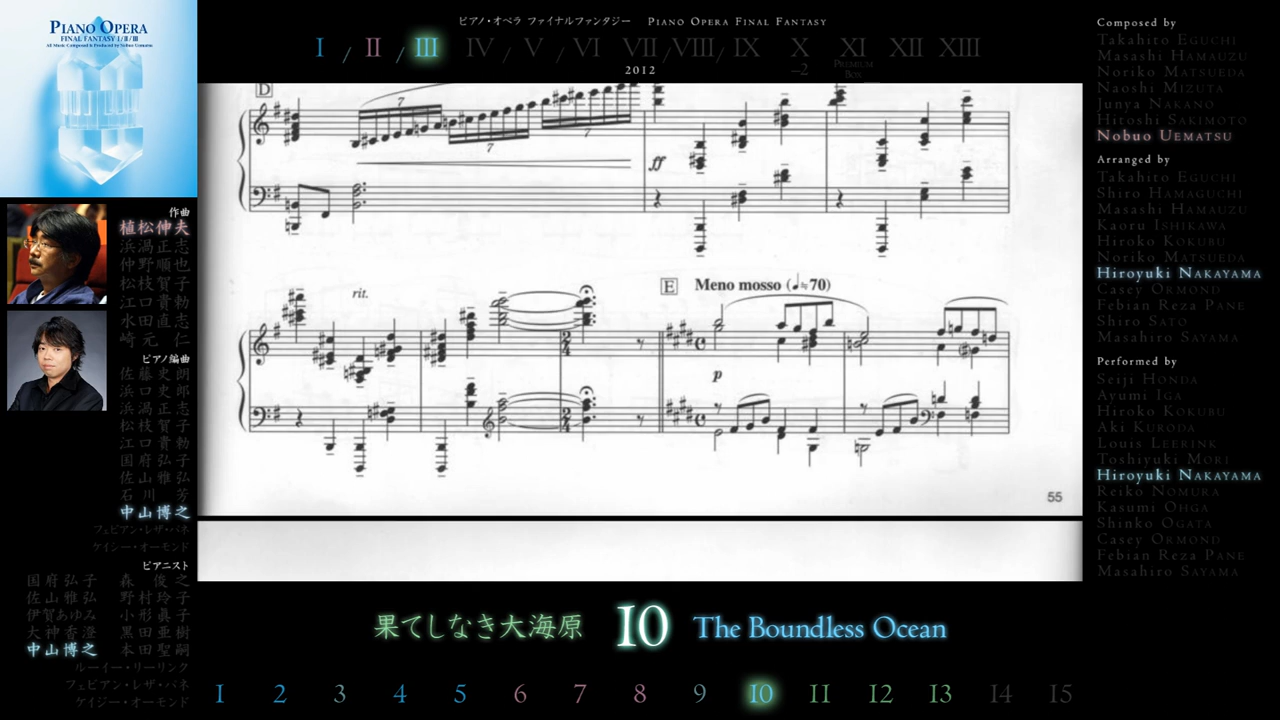 PIANO OPERA
FINAL FANTASY I/II/III
All Music Composed & Produced by Nobuo Uematsu
ピアノ・オペラ ファイナルファンタジー PIANO OPERA FINAL FANTASY
I / II / III IV / V / VI VII / VIII / IX X XI XII XIII
–2 PREMIUM BOX
2012
作曲
植松伸夫
浜渦正志
仲野順也
松枝賀子
江口貴勅
水田直志
崎元 仁
ピアノ編曲
佐藤史朗
浜口史郎
浜渦正志
松枝賀子
江口貴勅
国府弘子
佐山雅弘
石川 芳
中山博之
フェビアン・レザ・パネ
ケイシー・オーモンド
ピアニスト
国府弘子 森 俊之
佐山雅弘 野村玲子
伊賀あゆみ 小形眞子
大神香澄 黒田亜樹
中山博之 本田聖嗣
ルーイー・リーリンク
フェビアン・レザ・パネ
ケイジー・オーモンド
D
7
7
7
ff
rit.
E Meno mosso (♩≒70)
2
4
p
55
果てしなき大海原 10 The Boundless Ocean
1 2 3 4 5 6 7 8 9 10 11 12 13 14 15
Composed by
Takahiro EGUCHI
Masashi HAMAUZU
Noriko MATSUEDA
Naoshi MIZUTA
Junya NAKANO
Hitoshi SAKIMOTO
Nobuo UEMATSU
Arranged by
Takahiro EGUCHI
Shiro HAMAGUCHI
Masashi HAMAUZU
Kaoru ISHIKAWA
Hiroko KOKUBU
Noriko MATSUEDA
Hiroyuki NAKAYAMA
Casey ORMOND
Febian Reza PANE
Shiro SATO
Masahiro SAYAMA
Performed by
Seiji HONDA
Ayumi IGA
Hiroko KOKUBU
Aki KURODA
Louis LEERINK
Toshiyuki MORI
Hiroyuki NAKAYAMA
Reiko NOMURA
Kasumi OHGA
Shinko OGATA
Casey ORMOND
Febian Reza PANE
Masahiro SAYAMA